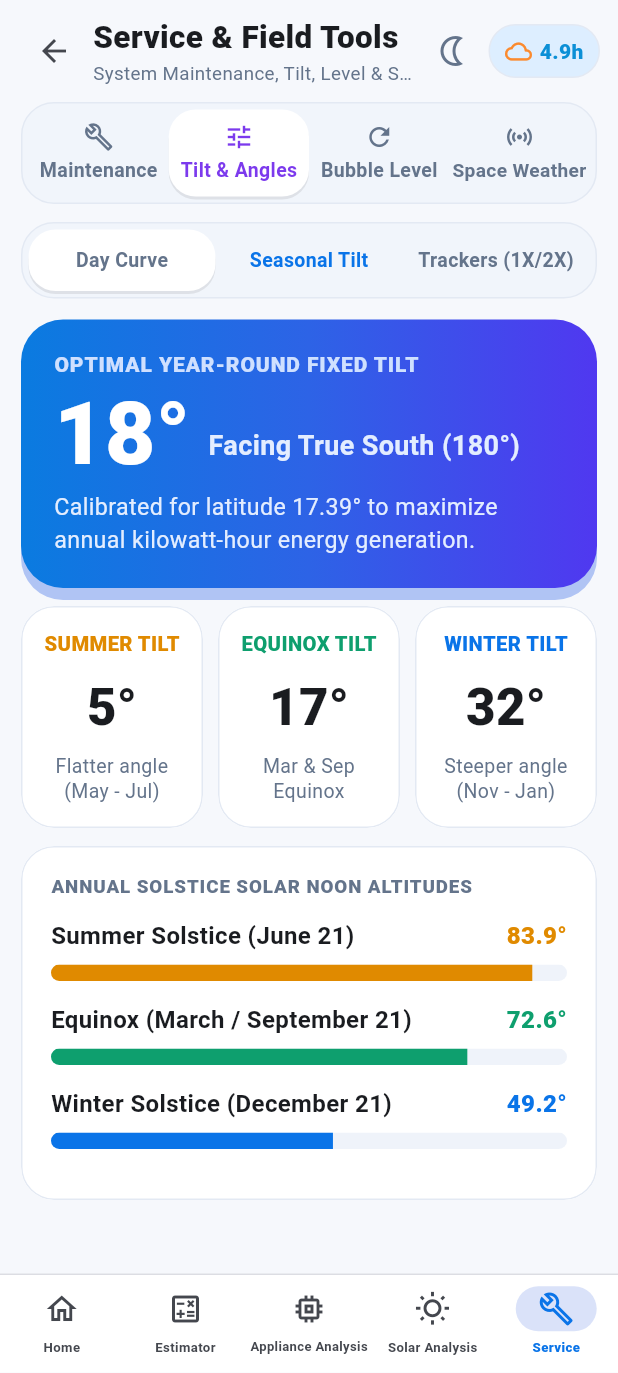 Service & Field Tools
System Maintenance, Tilt, Level & S...
4.9h
Maintenance
Tilt & Angles
Bubble Level
Space Weather
Day Curve
Seasonal Tilt
Trackers (1X/2X)
OPTIMAL YEAR-ROUND FIXED TILT
18° Facing True South (180°)
Calibrated for latitude 17.39° to maximize
annual kilowatt-hour energy generation.
SUMMER TILT
5°
Flatter angle
(May - Jul)
EQUINOX TILT
17°
Mar & Sep
Equinox
WINTER TILT
32°
Steeper angle
(Nov - Jan)
ANNUAL SOLSTICE SOLAR NOON ALTITUDES
Summer Solstice (June 21) 83.9°
Equinox (March / September 21) 72.6°
Winter Solstice (December 21) 49.2°
Home
Estimator
Appliance Analysis
Solar Analysis
Service